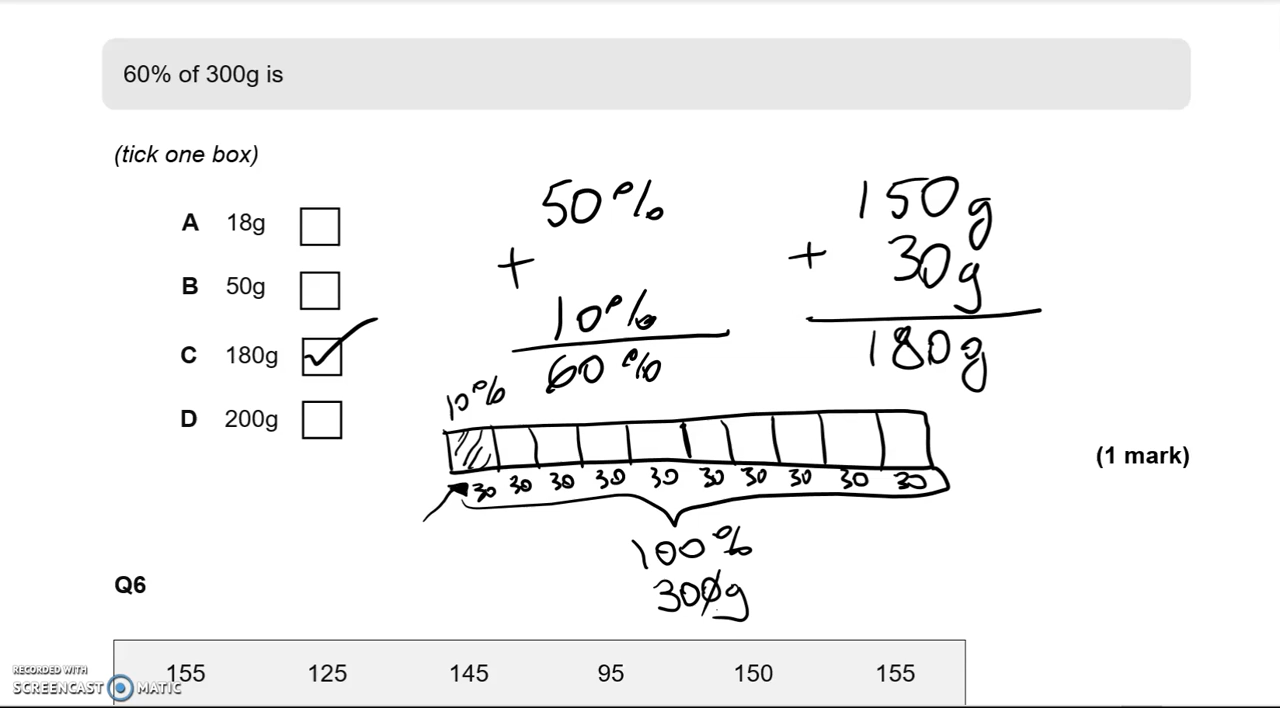 60% of 300g is
(tick one box)
A 18g
B 50g
C 180g
D 200g
50%
+
10%
60%
150g
+ 30g
180g
10%
30 30 30 30 30 30 30 30 30 30
100%
300g
(1 mark)
Q6
155 125 145 95 150 155
RECORDED WITH
SCREENCAST MATIC